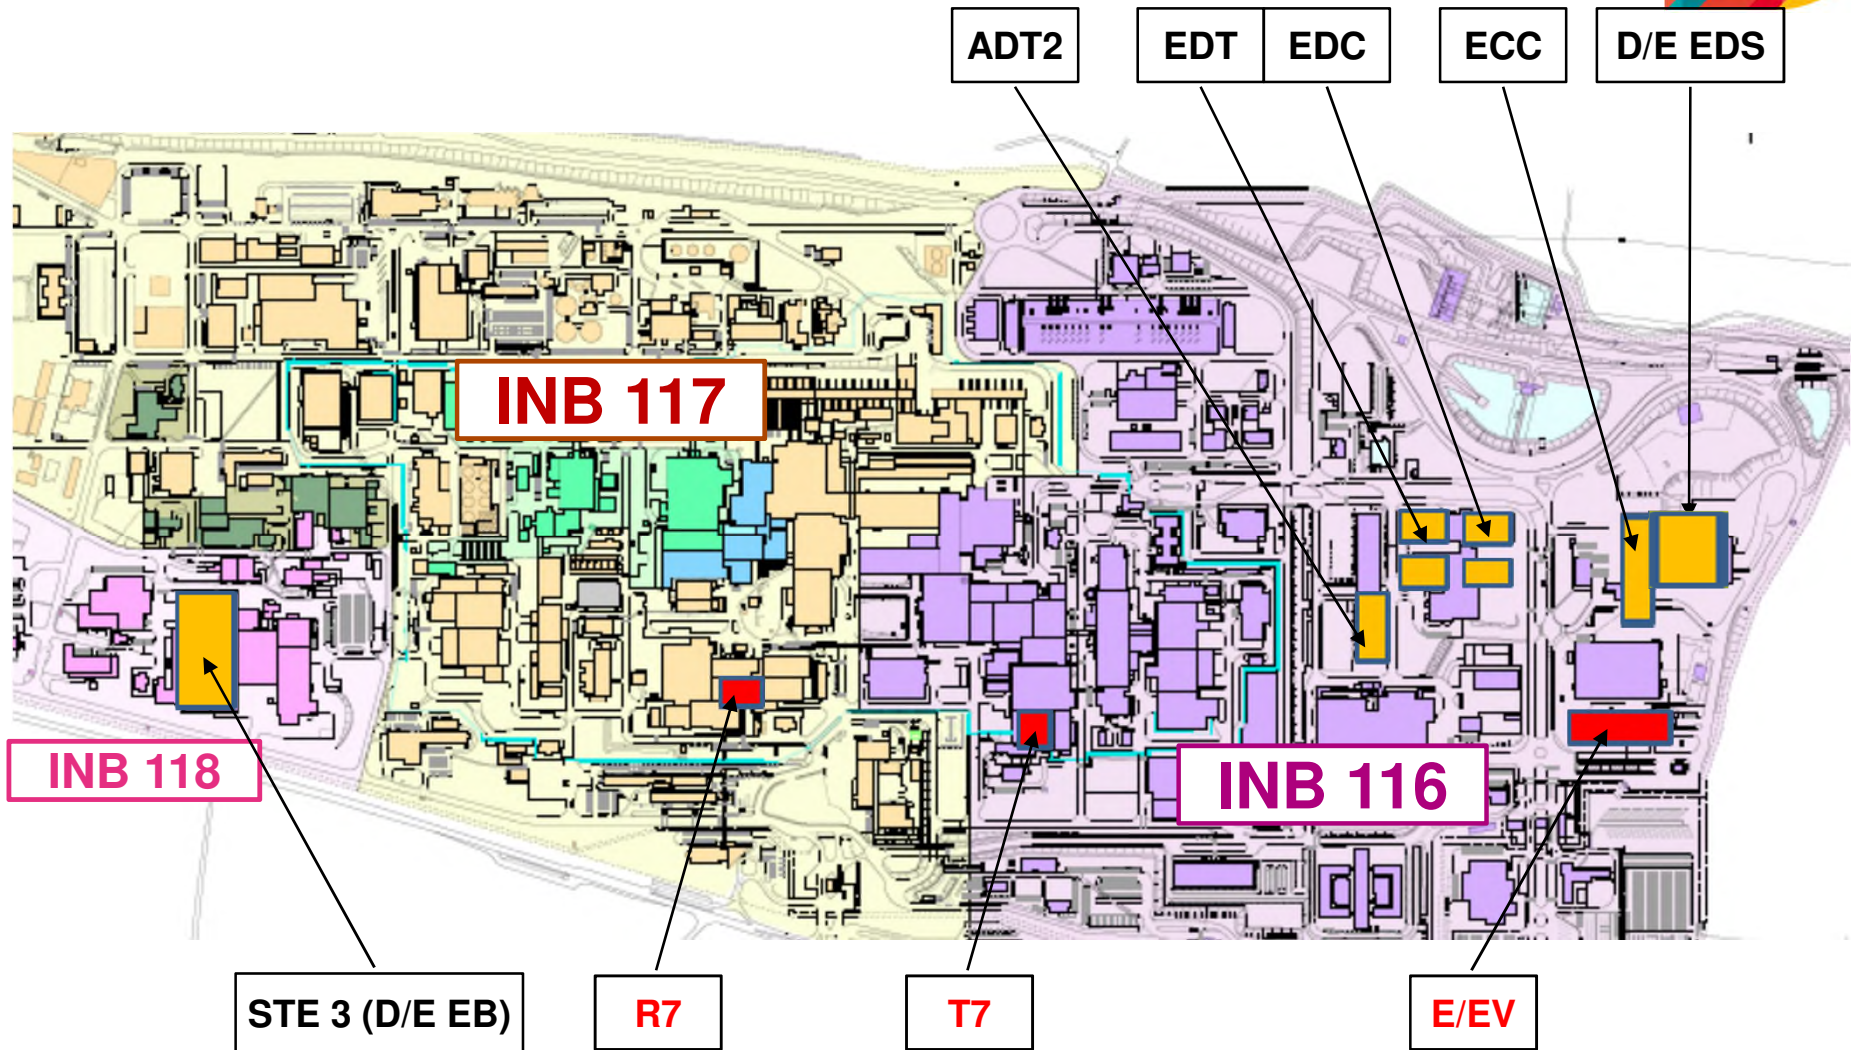 ADT2
EDT
EDC
ECC
D/E EDS
INB 117
INB 118
INB 116
STE 3 (D/E EB)
R7
T7
E/EV